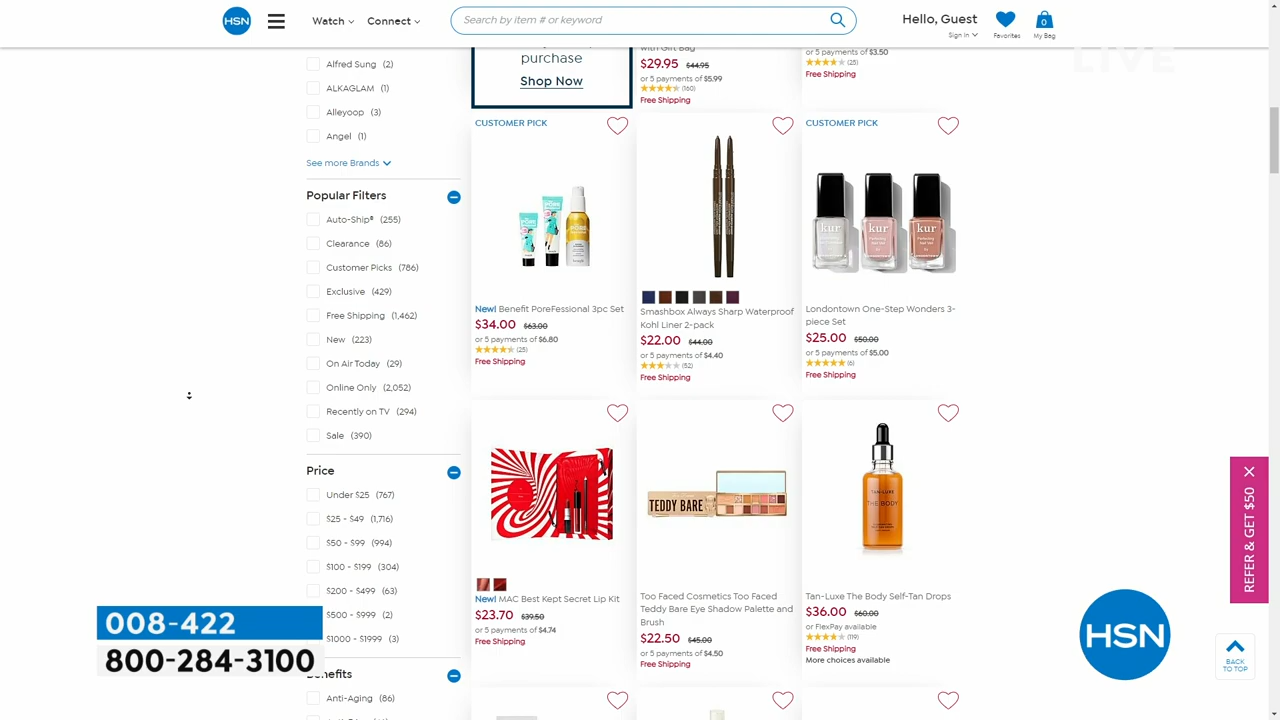 HSN
Watch
Connect
Search by item # or keyword
Hello, Guest
Sign In
Favorites
0
My Bag
LIVE
Alfred Sung (2)
ALKAGLAM (1)
Alleyoop (3)
Angel (1)
See more Brands
Popular Filters
Auto-Ship® (255)
Clearance (86)
Customer Picks (786)
Exclusive (429)
Free Shipping (1,462)
New (223)
On Air Today (29)
Online Only (2,052)
Recently on TV (294)
Sale (390)
Price
Under $25 (767)
$25 - $49 (1,716)
$50 - $99 (994)
$100 - $199 (304)
$200 - $499 (63)
$500 - $999 (2)
$1000 - $1999 (3)
Benefits
Anti-Aging (86)
purchase
Shop Now
with Gift Bag
$29.95 $44.95
or 5 payments of $5.99
(160)
Free Shipping
or 5 payments of $3.50
(25)
Free Shipping
CUSTOMER PICK
New! Benefit PoreFessional 3pc Set
$34.00 $63.00
or 5 payments of $6.80
(25)
Free Shipping
Smashbox Always Sharp Waterproof
Kohl Liner 2-pack
$22.00 $44.00
or 5 payments of $4.40
(52)
Free Shipping
CUSTOMER PICK
kur
kur
kur
Londontown One-Step Wonders 3-
piece Set
$25.00 $50.00
or 5 payments of $5.00
(6)
Free Shipping
New! MAC Best Kept Secret Lip Kit
$23.70 $39.50
or 5 payments of $4.74
Free Shipping
TEDDY BARE
Too Faced Cosmetics Too Faced
Teddy Bare Eye Shadow Palette and
Brush
$22.50 $45.00
or 5 payments of $4.50
Free Shipping
TAN-LUXE
THE BODY
Tan-Luxe The Body Self-Tan Drops
$36.00 $60.00
or FlexPay available
(119)
Free Shipping
More choices available
REFER & GET $50
BACK
TO TOP
HSN
008-422
800-284-3100